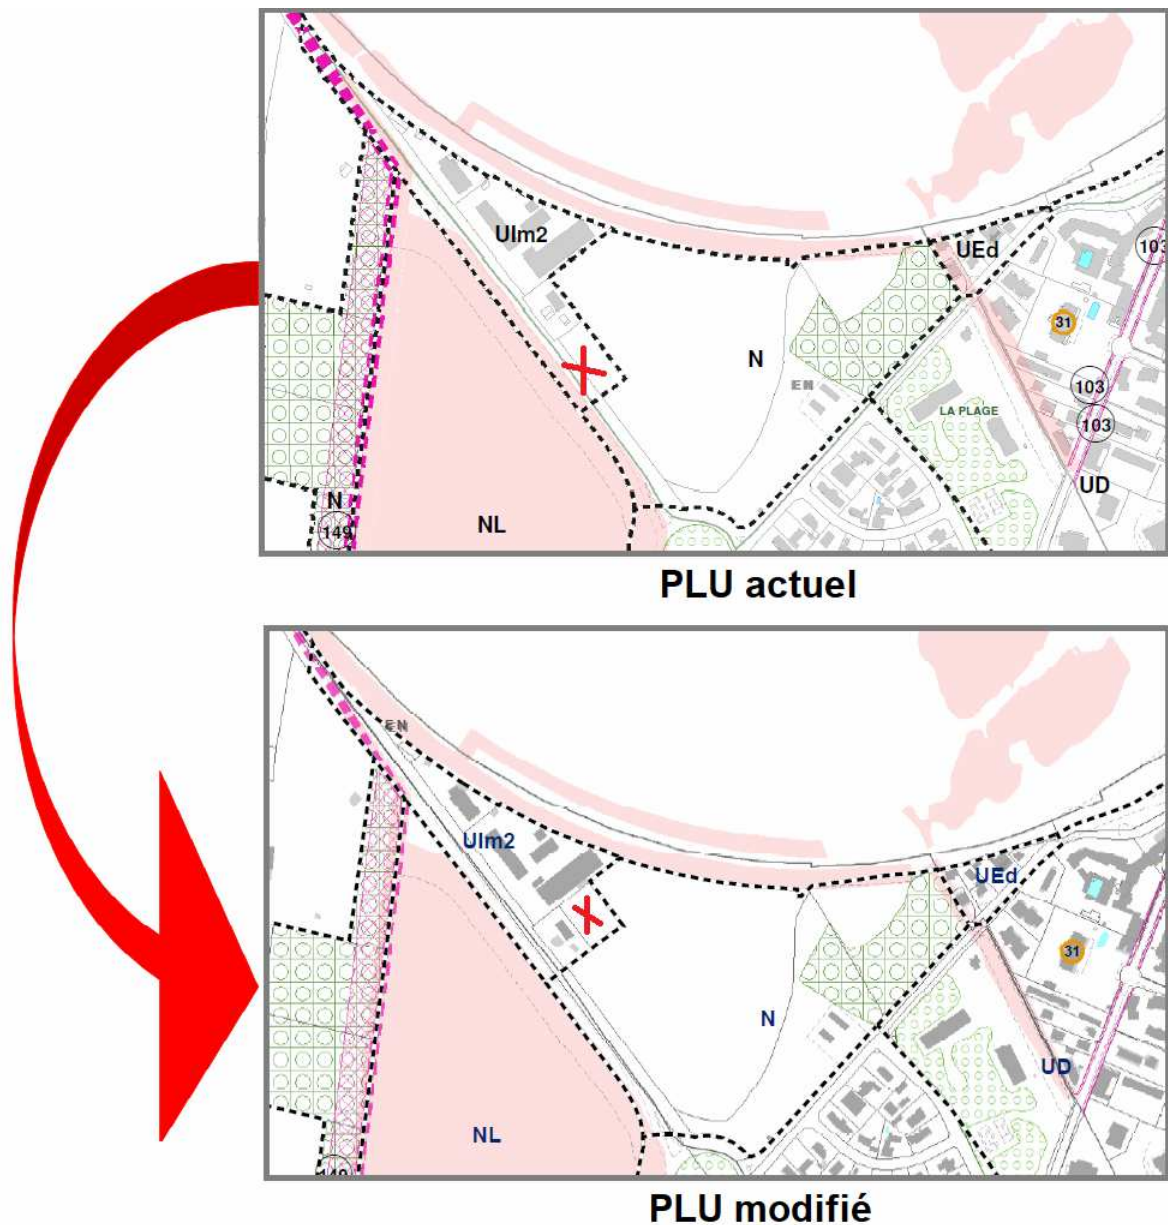 UIm2
UEd
103
31
N
EN
103
LA PLAGE
103
UD
N
149
NL
PLU actuel
EN
UIm2
UEd
31
N
UD
NL
PLU modifié